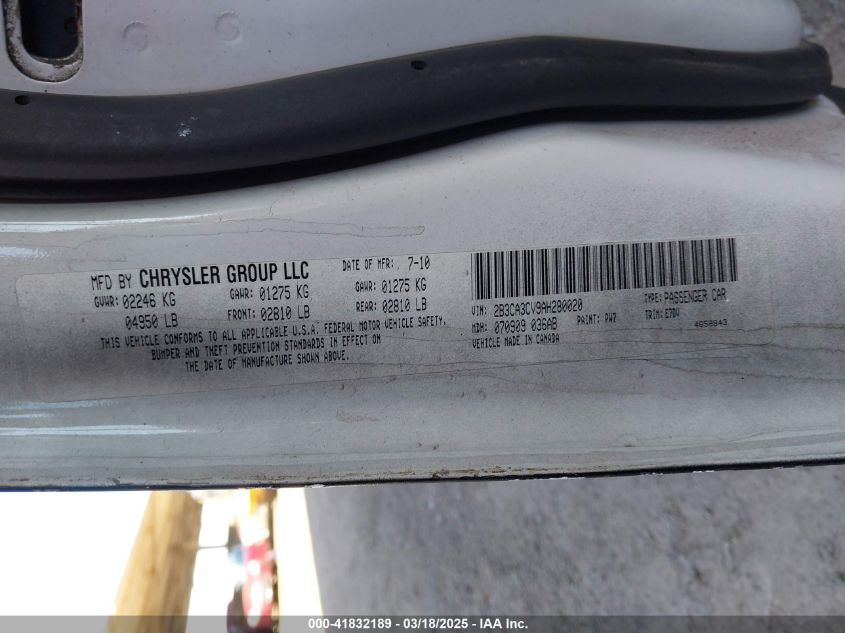 MFD BY CHRYSLER GROUP LLC
DATE OF MFR: 7-10
GVWR: 02246 KG GAWR: 01275 KG GAWR: 01275 KG
04950 LB FRONT: 02810 LB REAR: 02810 LB
THIS VEHICLE CONFORMS TO ALL APPLICABLE U.S.A. FEDERAL MOTOR VEHICLE SAFETY,
BUMPER AND THEFT PREVENTION STANDARDS IN EFFECT ON
THE DATE OF MANUFACTURE SHOWN ABOVE.
VIN: 2B3CA3CV9AH280020 TYPE: PASSENGER CAR
MDH: 070909 036AB PAINT: PW7 TRIM: E7DV
VEHICLE MADE IN CANADA 4658643
000-41832189 - 03/18/2025 - IAA Inc.